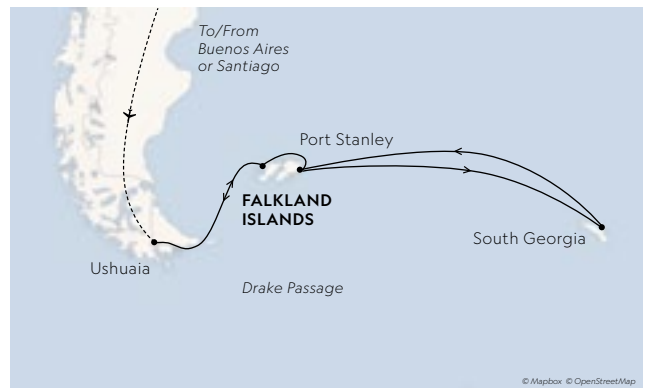 To/From
Buenos Aires
or Santiago
Port Stanley
FALKLAND
ISLANDS
South Georgia
Ushuaia
Drake Passage
© Mapbox © OpenStreetMap